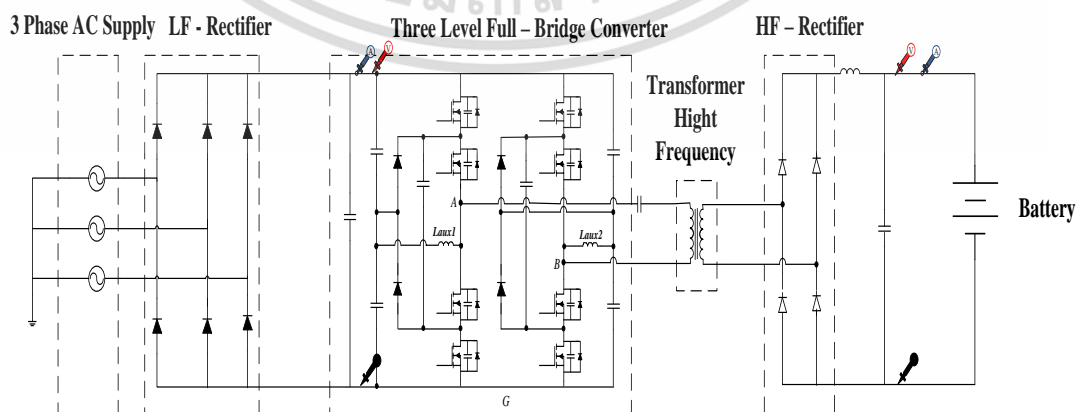 3 Phase AC Supply
LF - Rectifier
Three Level Full – Bridge Converter
HF – Rectifier
A
V
V
A
Transformer
Hight
Frequency
A
Laux1
Laux2
B
Battery
G